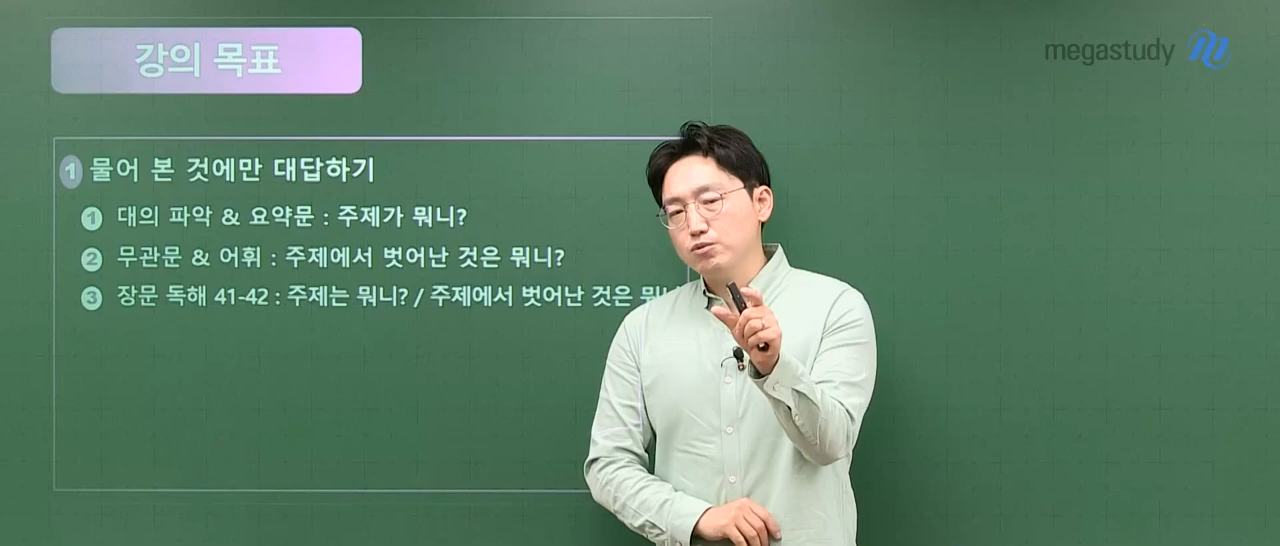 강의 목표
megastudy
1 물어 본 것에만 대답하기
1 대의 파악 & 요약문 : 주제가 뭐니?
2 무관문 & 어휘 : 주제에서 벗어난 것은 뭐니?
3 장문 독해 41-42 : 주제는 뭐니? / 주제에서 벗어난 것은